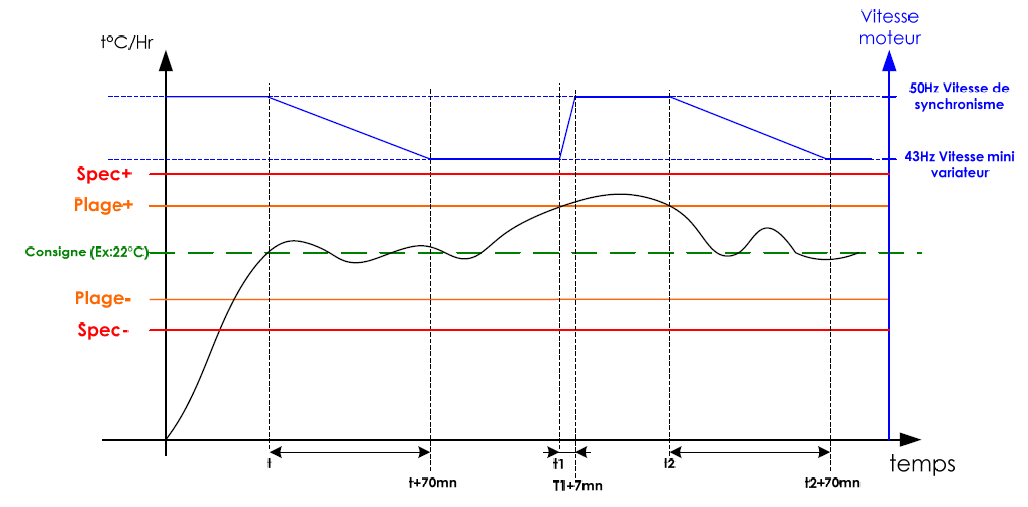 Vitesse
moteur
t°C/Hr
50Hz Vitesse de
synchronisme
43Hz Vitesse mini
variateur
Spec+
Plage+
Consigne (Ex:22°C)
Plage-
Spec-
temps
t
t+70mn
t1
T1+7mn
t2
t2+70mn